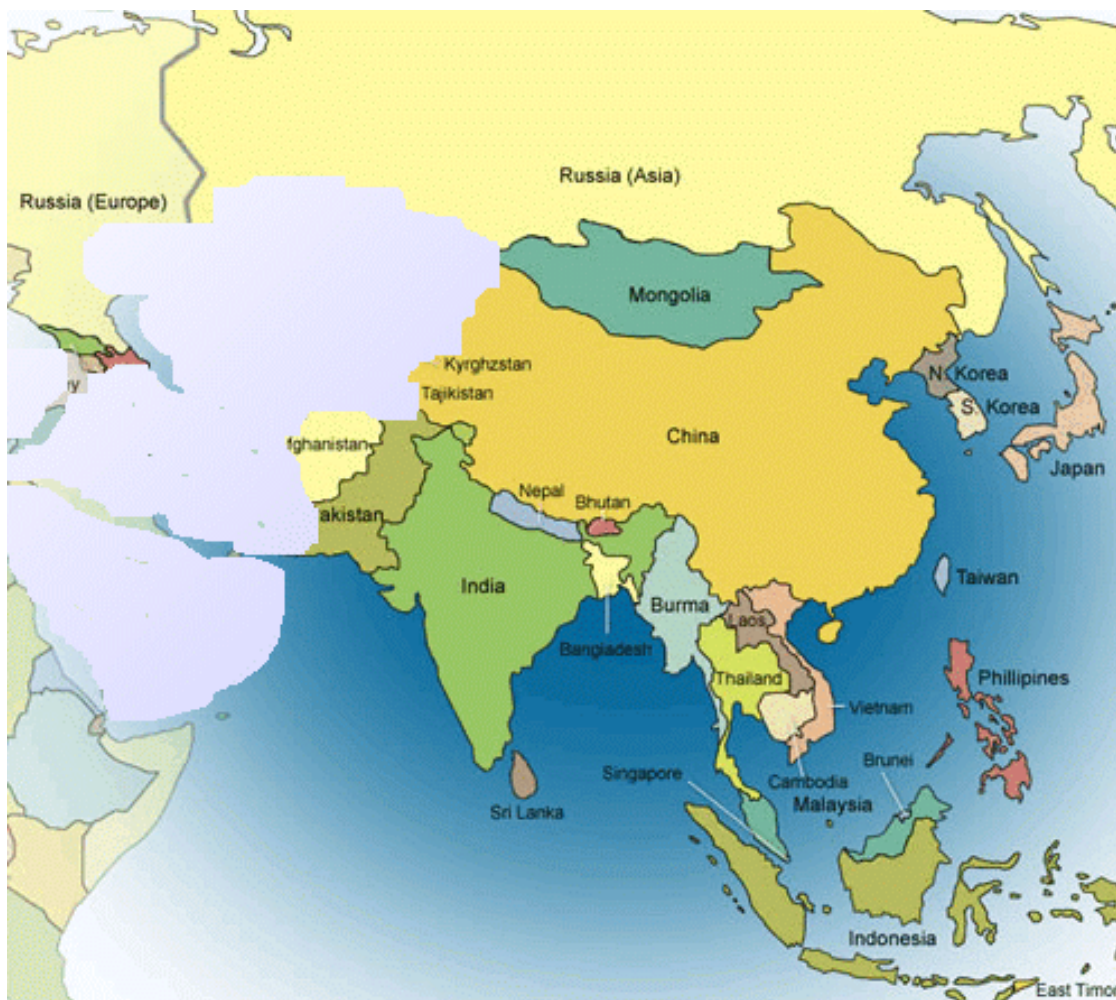 Russia (Asia)
Russia (Europe)
Mongolia
Kyrghzstan
N. Korea
Tajikistan
S. Korea
China
fghanistan
Japan
Nepal
Bhutan
akistan
Taiwan
India
Burma
Laos
Bangladesh
Thailand
Phillipines
Vietnam
Brunei
Singapore
Cambodia
Malaysia
Sri Lanka
Indonesia
East Timo